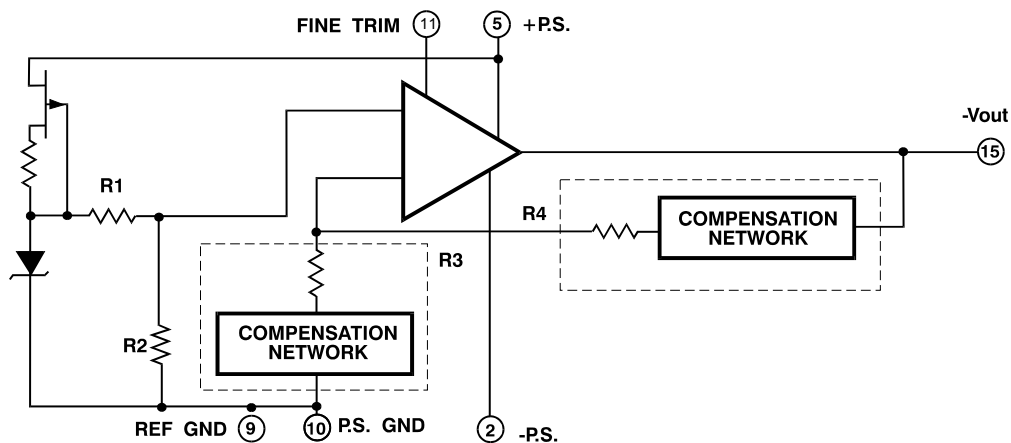 FINE TRIM 11
5 +P.S.
-Vout
15
R1
R4
COMPENSATION
NETWORK
R3
R2
COMPENSATION
NETWORK
REF GND 9
10 P.S. GND
2 -P.S.